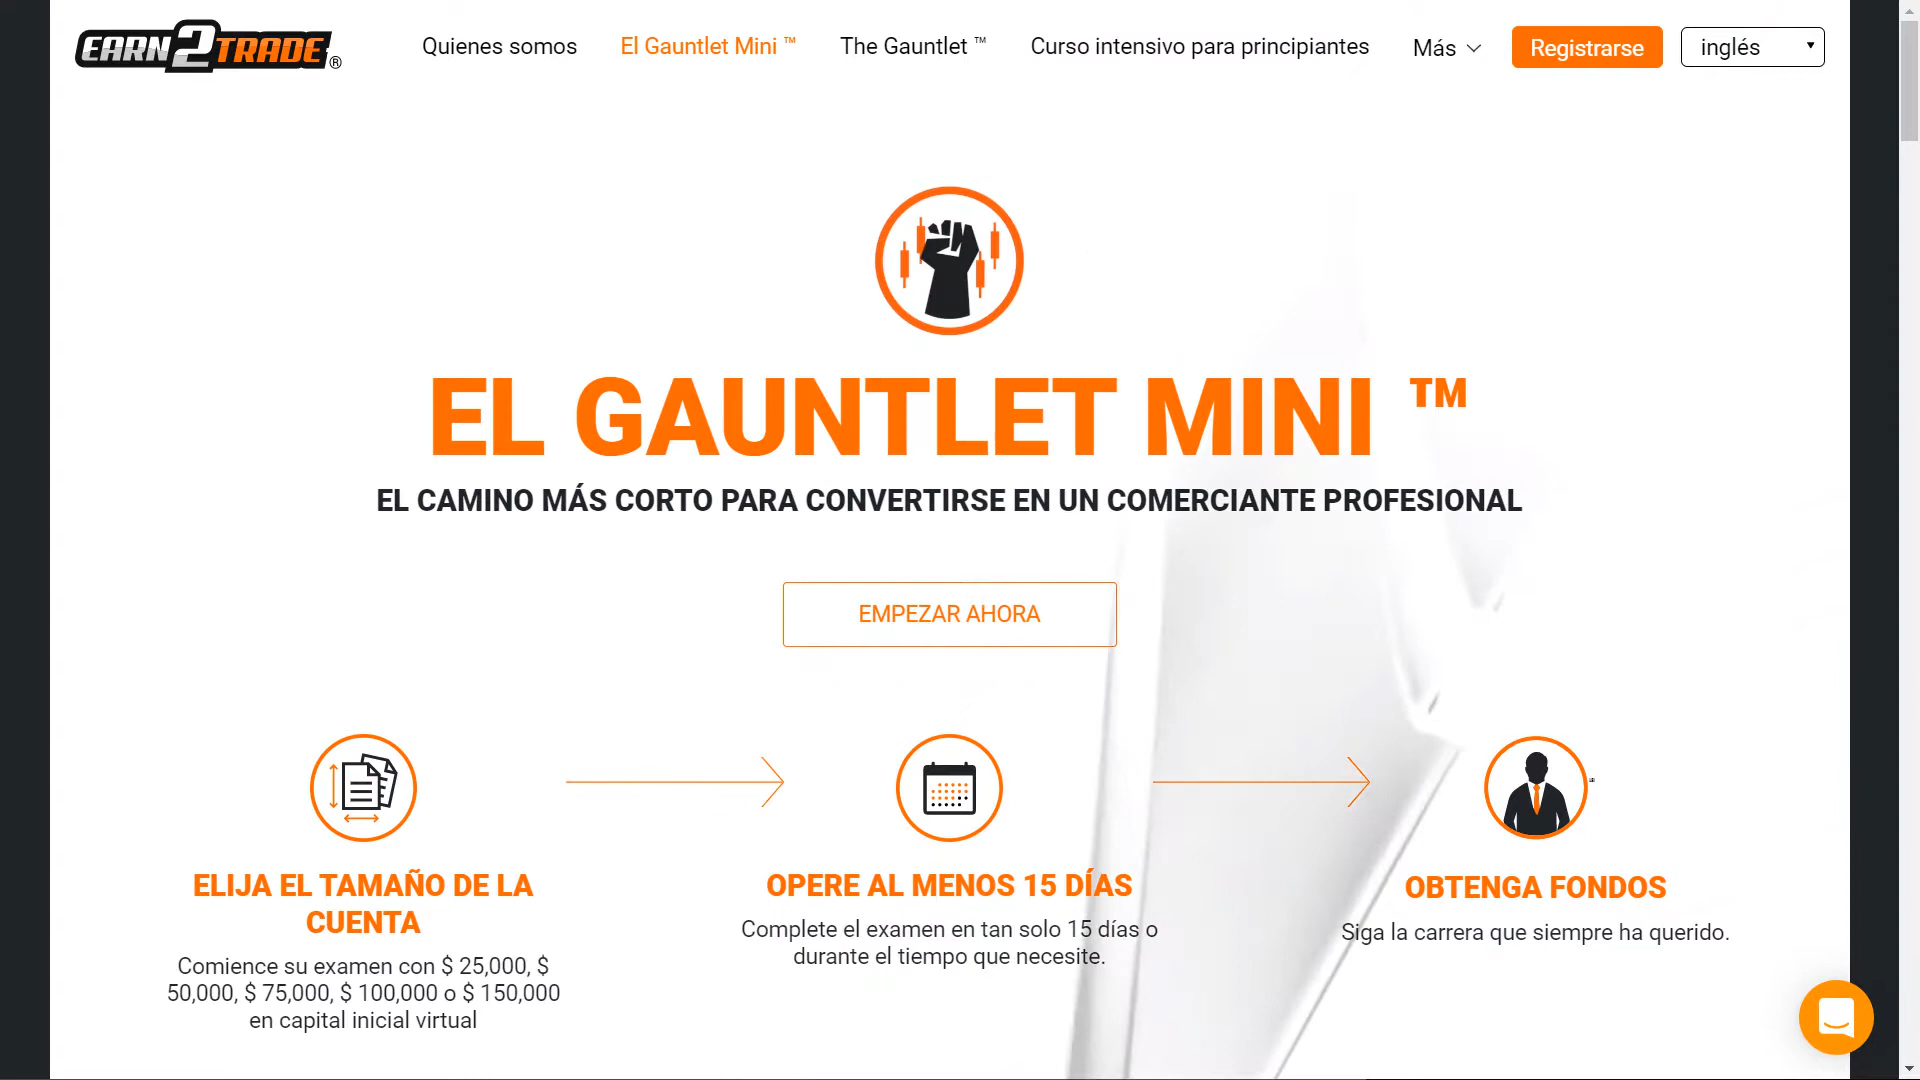 EARN2TRADE®
Quienes somos
El Gauntlet Mini ™
The Gauntlet ™
Curso intensivo para principiantes
Más
Registrarse
inglés
EL GAUNTLET MINI ™
EL CAMINO MÁS CORTO PARA CONVERTIRSE EN UN COMERCIANTE PROFESIONAL
EMPEZAR AHORA
ELIJA EL TAMAÑO DE LA
CUENTA
Comience su examen con $ 25,000, $
50,000, $ 75,000, $ 100,000 o $ 150,000
en capital inicial virtual
OPERE AL MENOS 15 DÍAS
Complete el examen en tan solo 15 días o
durante el tiempo que necesite.
OBTENGA FONDOS
Siga la carrera que siempre ha querido.